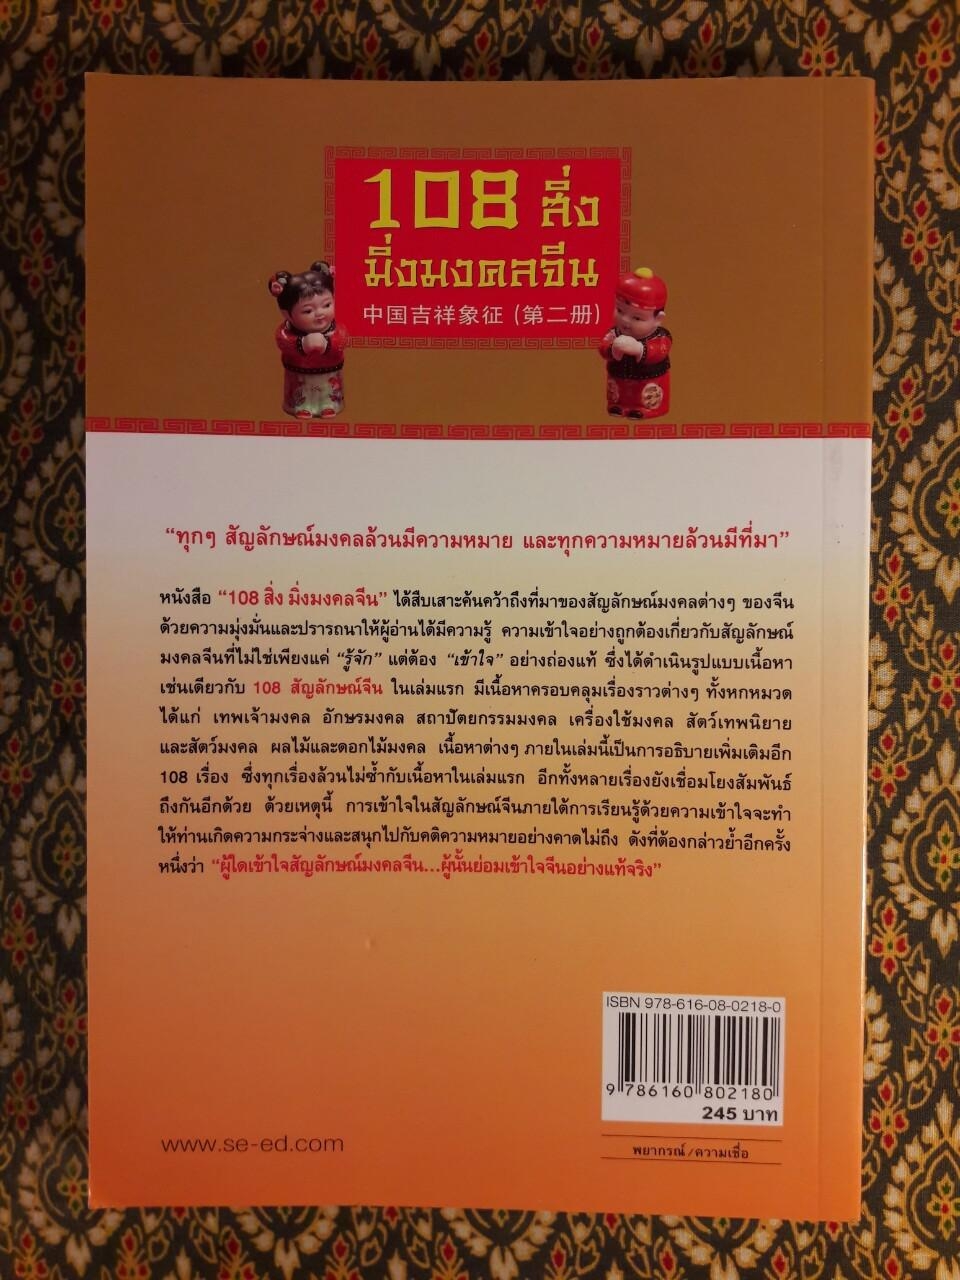 108 สิ่ง
มิ่งมงคลจีน
中国吉祥象征 (第二册)
“ทุกๆ สัญลักษณ์มงคลล้วนมีความหมาย และทุกความหมายล้วนมีที่มา”
หนังสือ “108 สิ่ง มิ่งมงคลจีน” ได้สืบเสาะค้นคว้าถึงที่มาของสัญลักษณ์มงคลต่างๆ ของจีน
ด้วยความมุ่งมั่นและปรารถนาให้ผู้อ่านได้มีความรู้ ความเข้าใจอย่างถูกต้องเกี่ยวกับสัญลักษณ์
มงคลจีนที่ไม่ใช่เพียงแค่ “รู้จัก” แต่ต้อง “เข้าใจ” อย่างถ่องแท้ ซึ่งได้ดำเนินรูปแบบเนื้อหา
เช่นเดียวกับ 108 สัญลักษณ์จีน ในเล่มแรก มีเนื้อหาครอบคลุมเรื่องราวต่างๆ ทั้งหกหมวด
ได้แก่ เทพเจ้ามงคล อักษรมงคล สถาปัตยกรรมมงคล เครื่องใช้มงคล สัตว์เทพนิยาย
และสัตว์มงคล ผลไม้และดอกไม้มงคล เนื้อหาต่างๆ ภายในเล่มนี้เป็นการอธิบายเพิ่มเติมอีก
108 เรื่อง ซึ่งทุกเรื่องล้วนไม่ซ้ำกับเนื้อหาในเล่มแรก อีกทั้งหลายเรื่องยังเชื่อมโยงสัมพันธ์
ถึงกันอีกด้วย ด้วยเหตุนี้ การเข้าใจในสัญลักษณ์จีนภายใต้การเรียนรู้ด้วยความเข้าใจจะทำ
ให้ท่านเกิดความกระจ่างและสนุกไปกับคติความหมายอย่างคาดไม่ถึง ดังที่ต้องกล่าวย้ำอีกครั้ง
หนึ่งว่า “ผู้ใดเข้าใจสัญลักษณ์มงคลจีน...ผู้นั้นย่อมเข้าใจจีนอย่างแท้จริง”
ISBN 978-616-08-0218-0
9 786160 802180
245 บาท
www.se-ed.com
พยากรณ์/ความเชื่อ